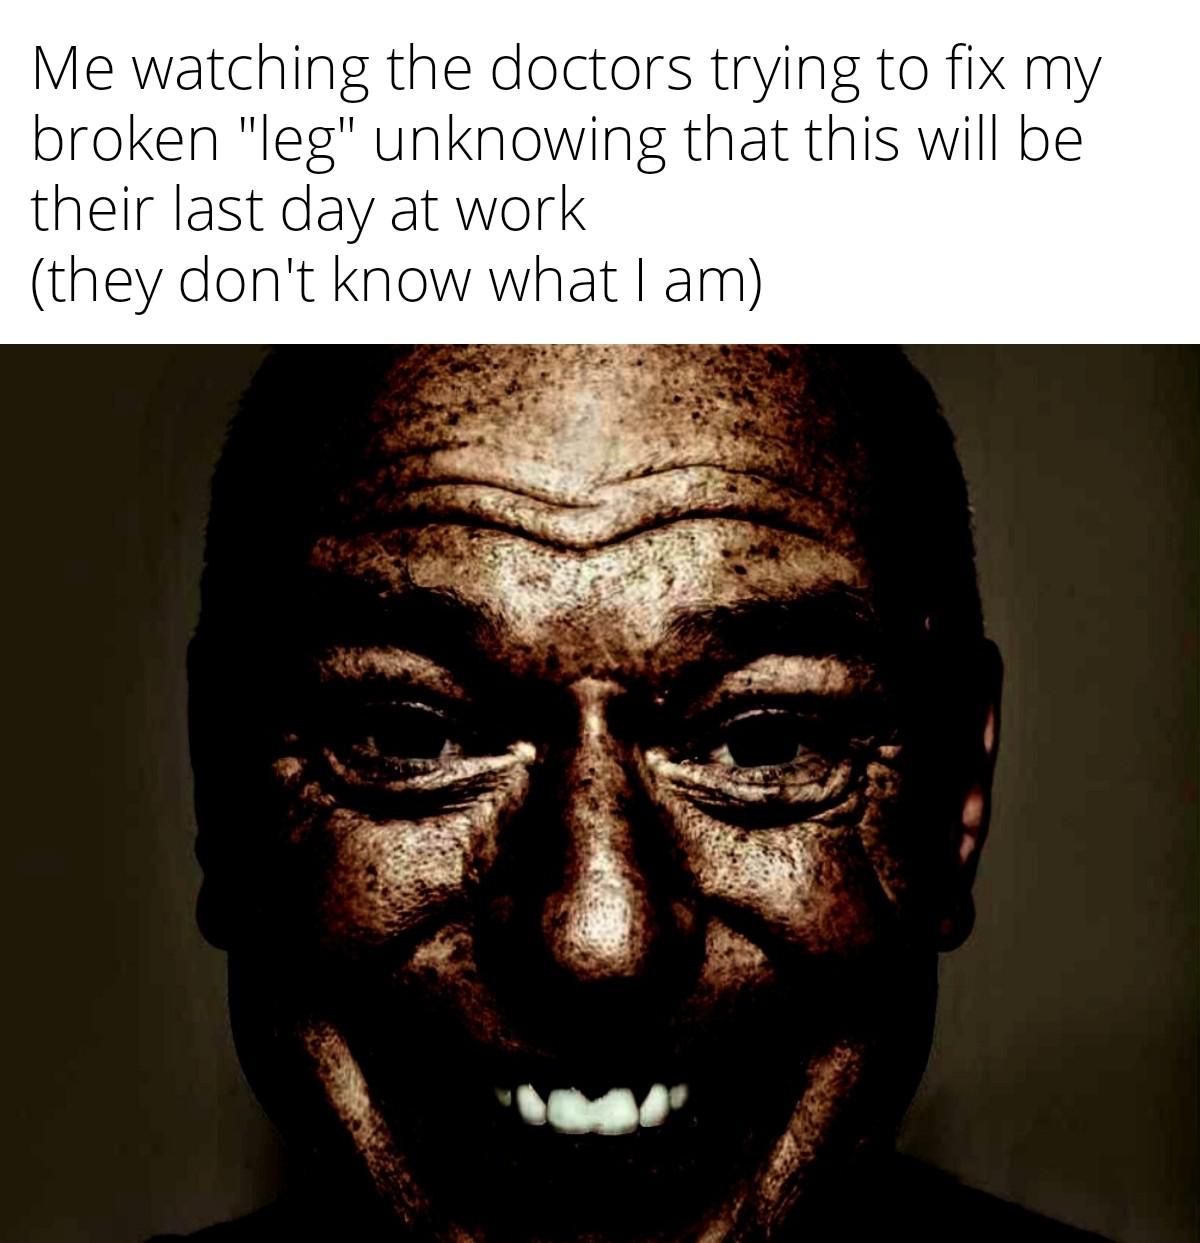 Me watching the doctors trying to fix my
broken "leg" unknowing that this will be
their last day at work
(they don't know what I am)